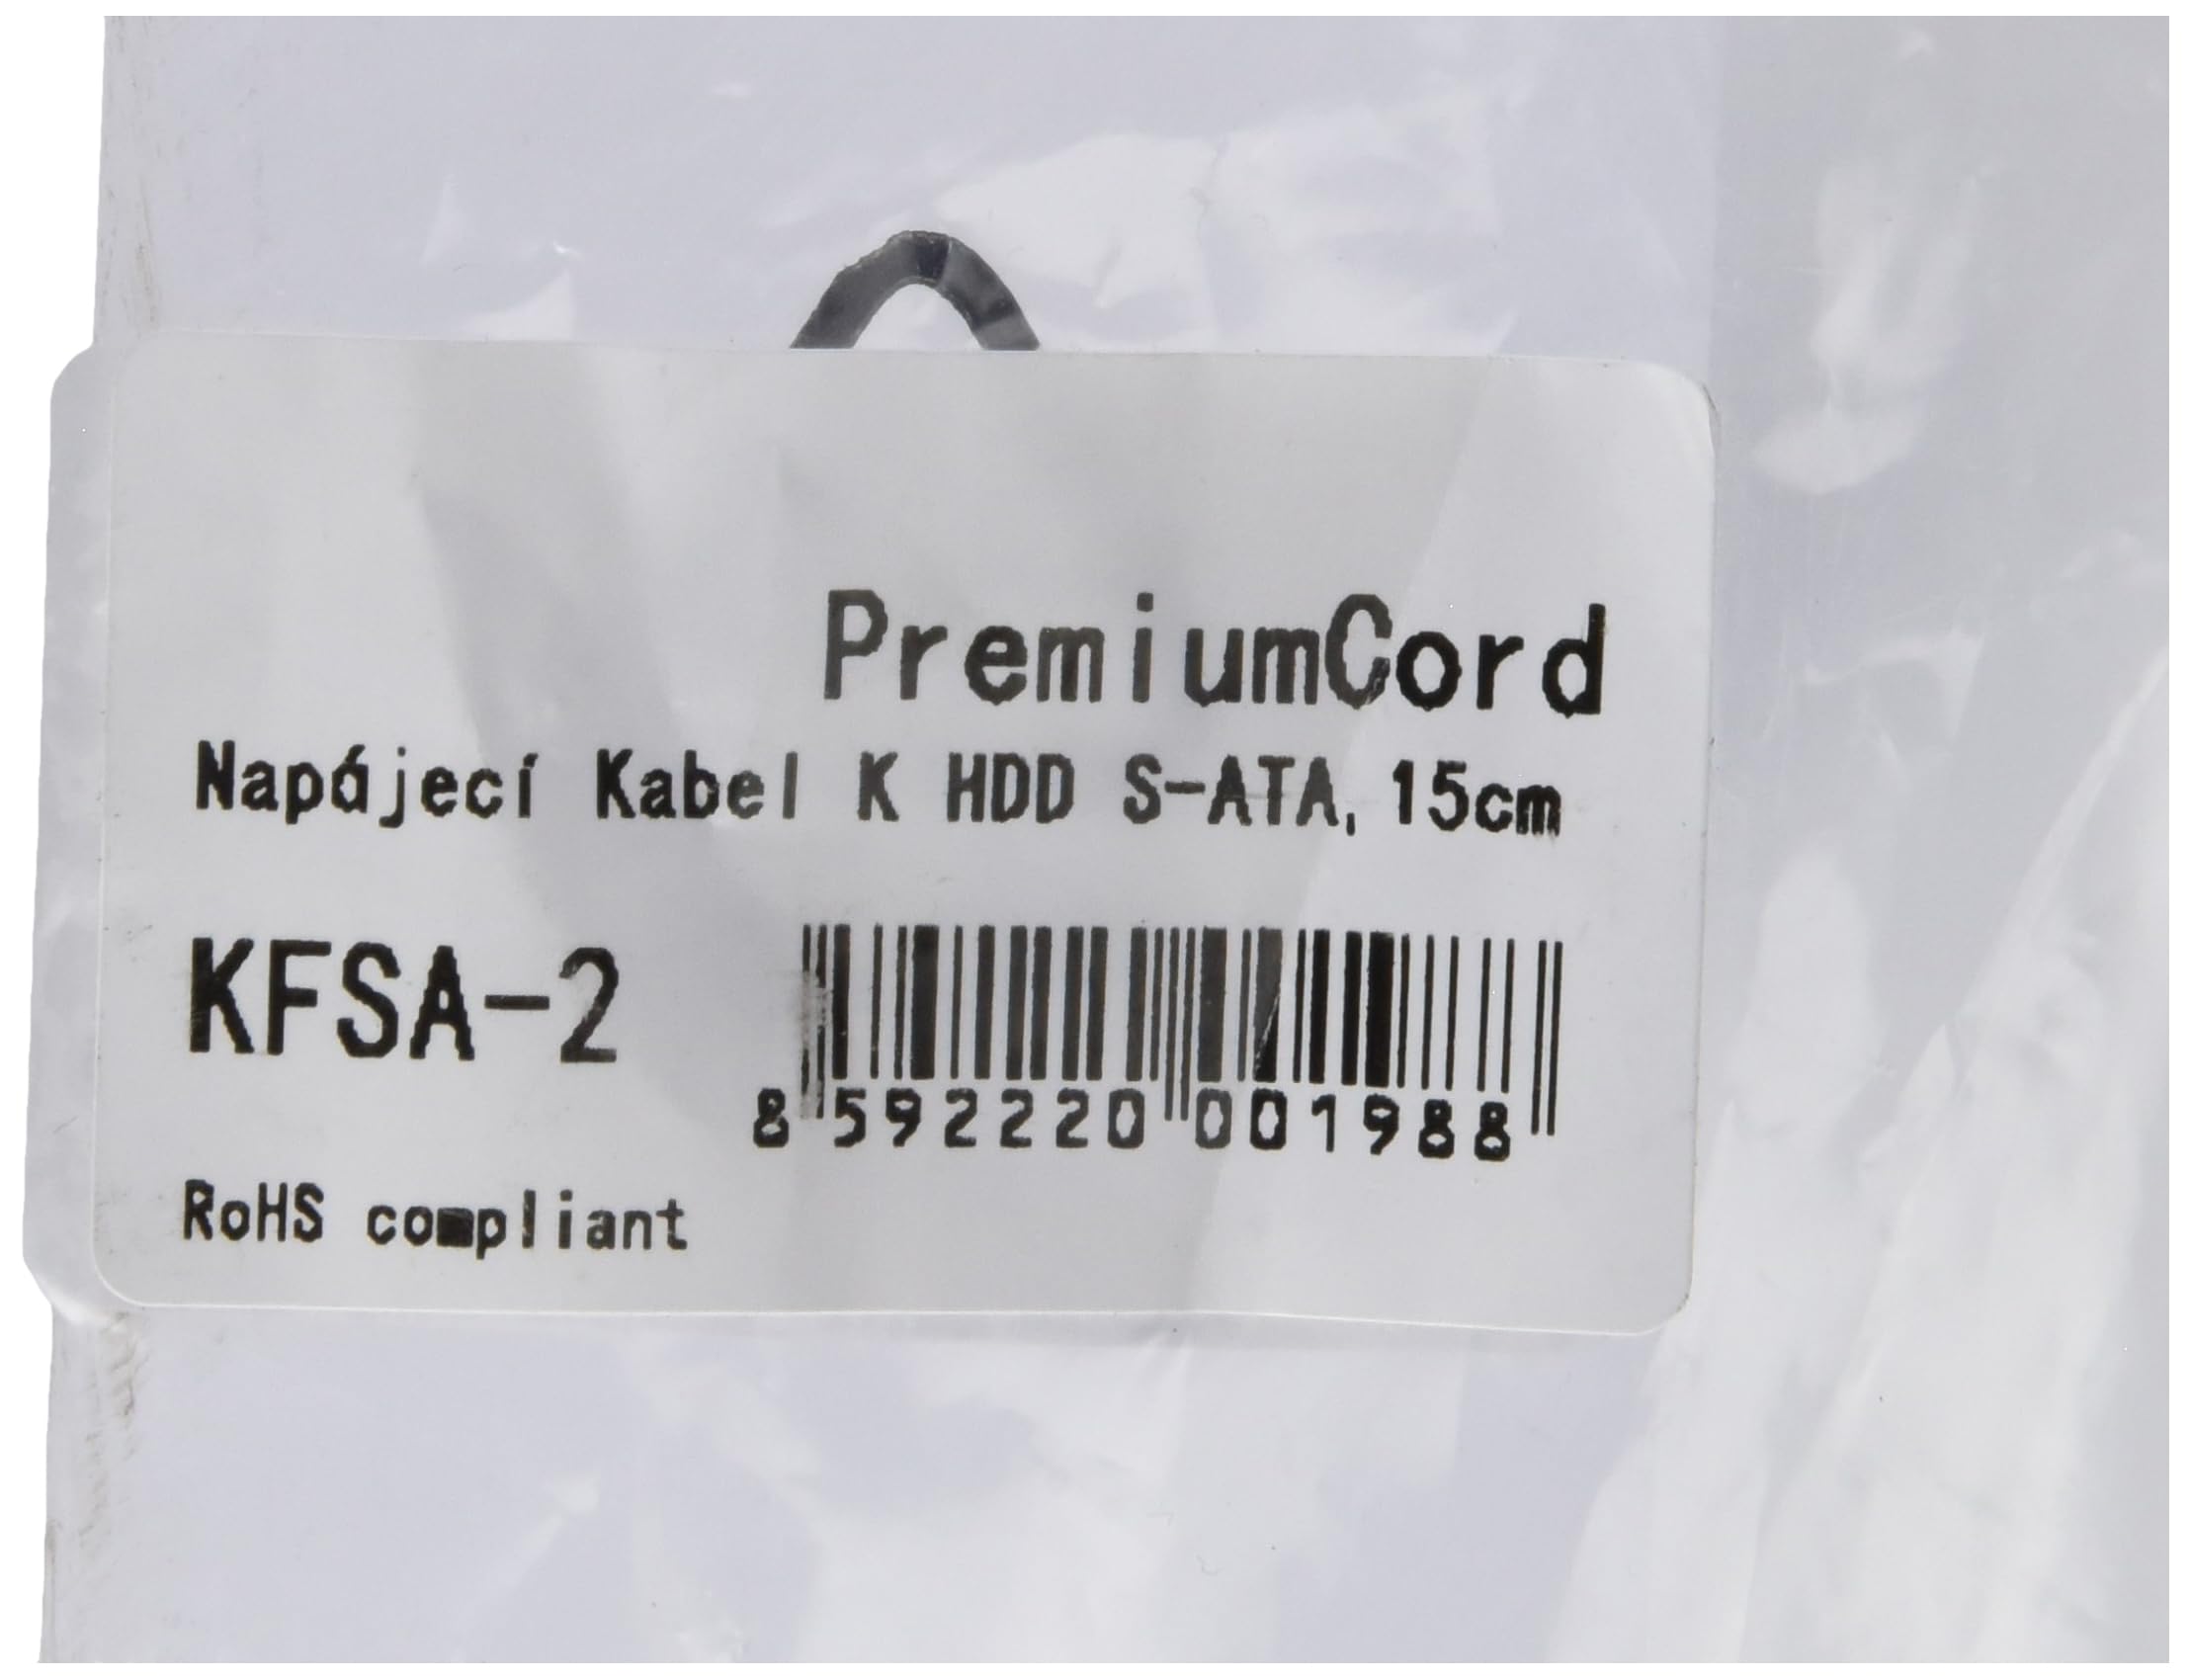 PremiumCord
Napájecí Kabel K HDD S-ATA, 15cm
KFSA-2
8 592220 001988
RoHS compliant